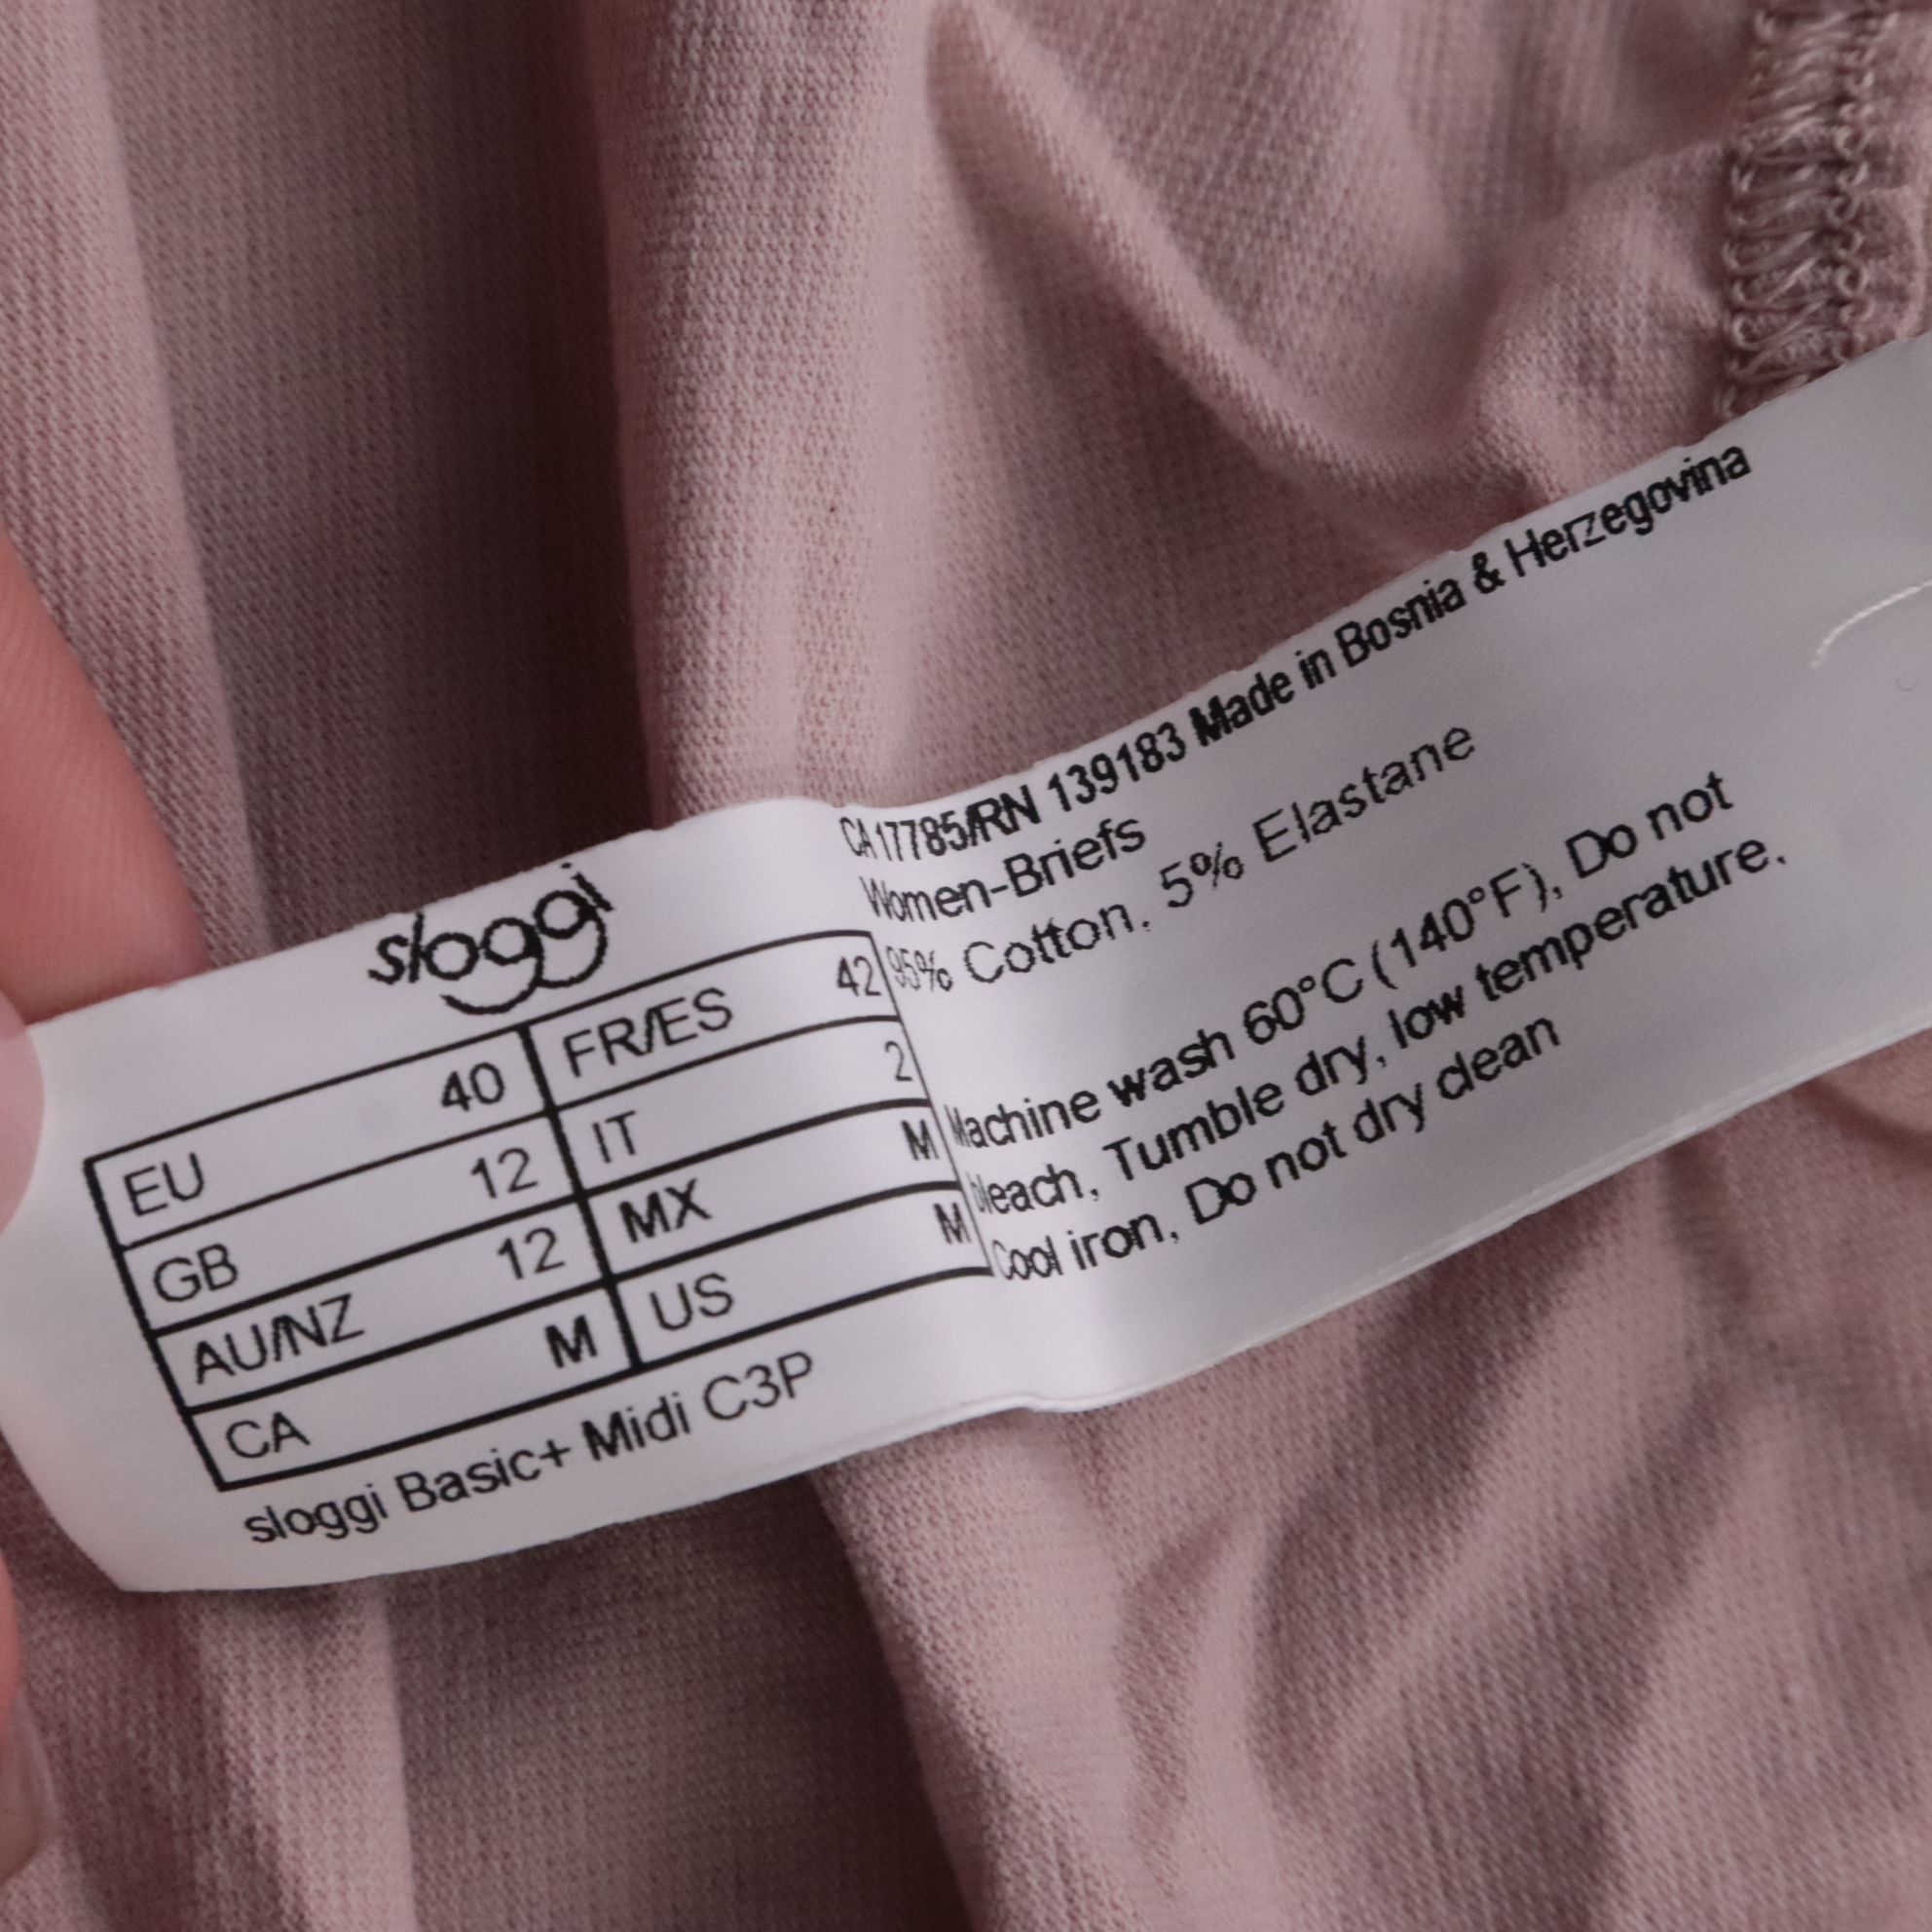 sloggi
EU 40 FR/ES 42
GB 12 IT 2
AU/NZ 12 MX M
CA M US M
sloggi Basic+ Midi C3P
CA 17785/RN 139183 Made in Bosnia & Herzegovina
Women-Briefs
95% Cotton, 5% Elastane
Machine wash 60°C (140°F), Do not
bleach, Tumble dry, low temperature,
Cool iron, Do not dry clean